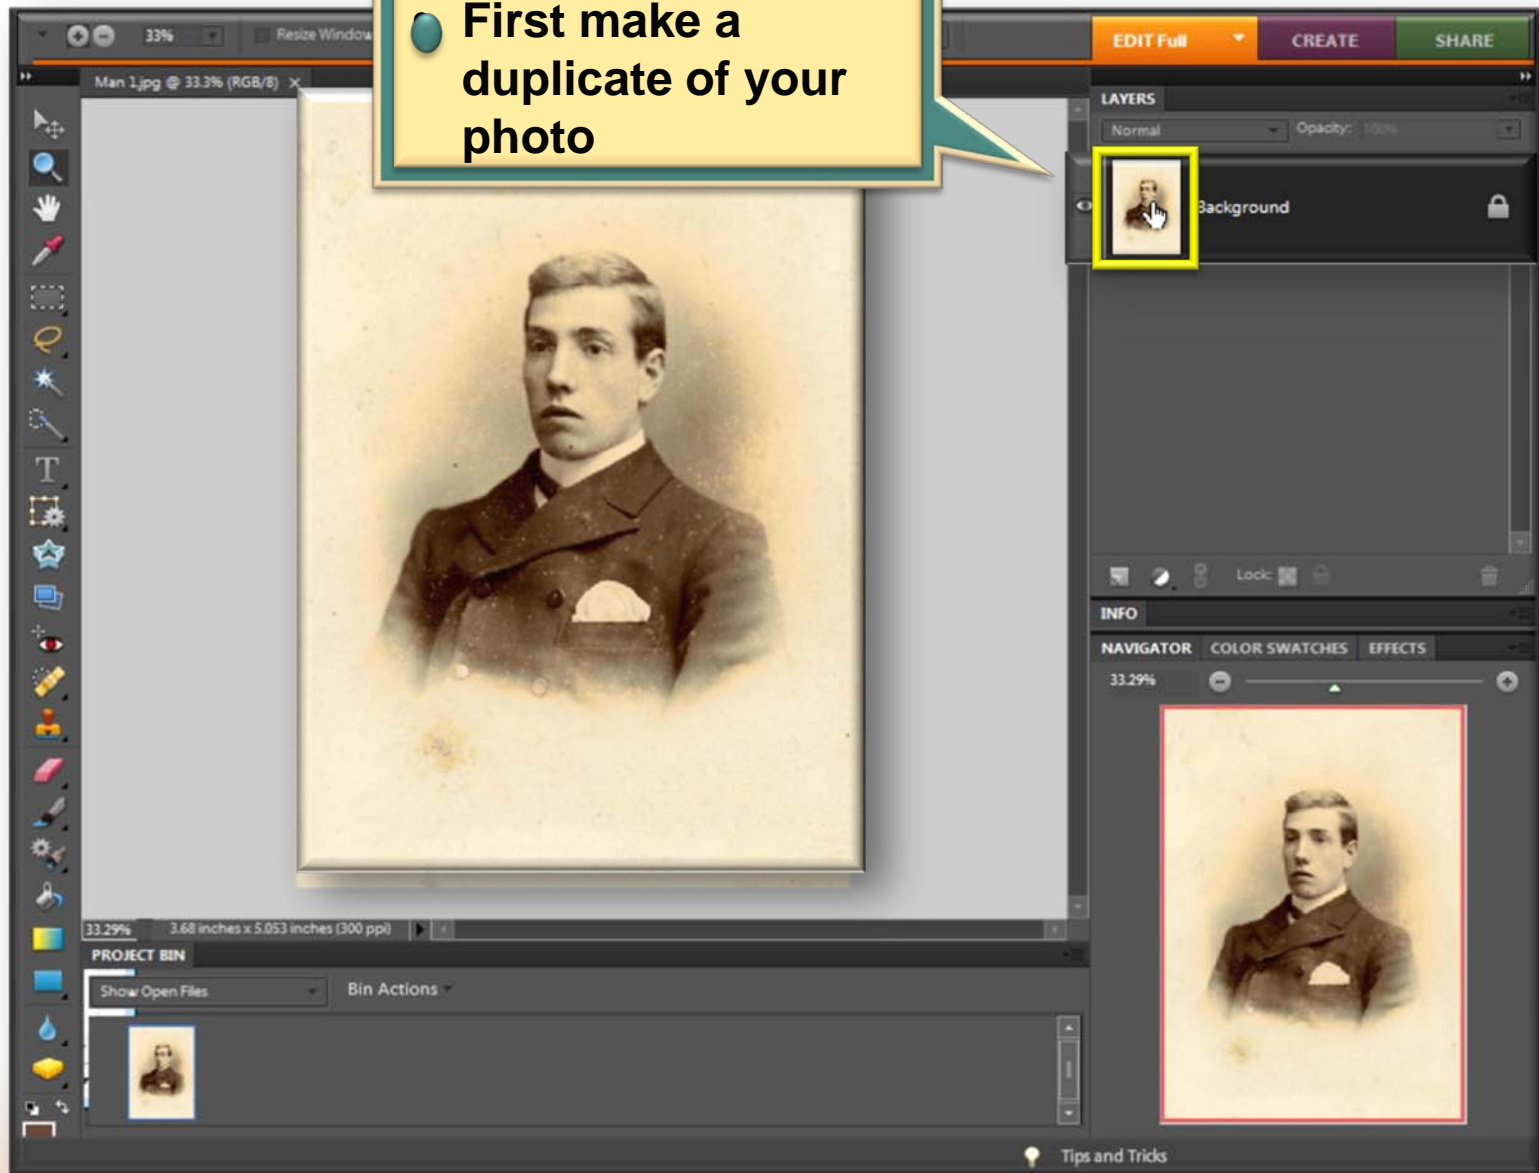 First make a
duplicate of your
photo
33%
Resize Window
EDIT Full
CREATE
SHARE
Man 1.jpg @ 33.3% (RGB/8) ×
LAYERS
Normal
Opacity: 100%
Background
Lock:
INFO
NAVIGATOR COLOR SWATCHES EFFECTS
33.29%
33.29% 3.68 inches x 5.053 inches (300 ppi)
PROJECT BIN
Show Open Files
Bin Actions
Tips and Tricks